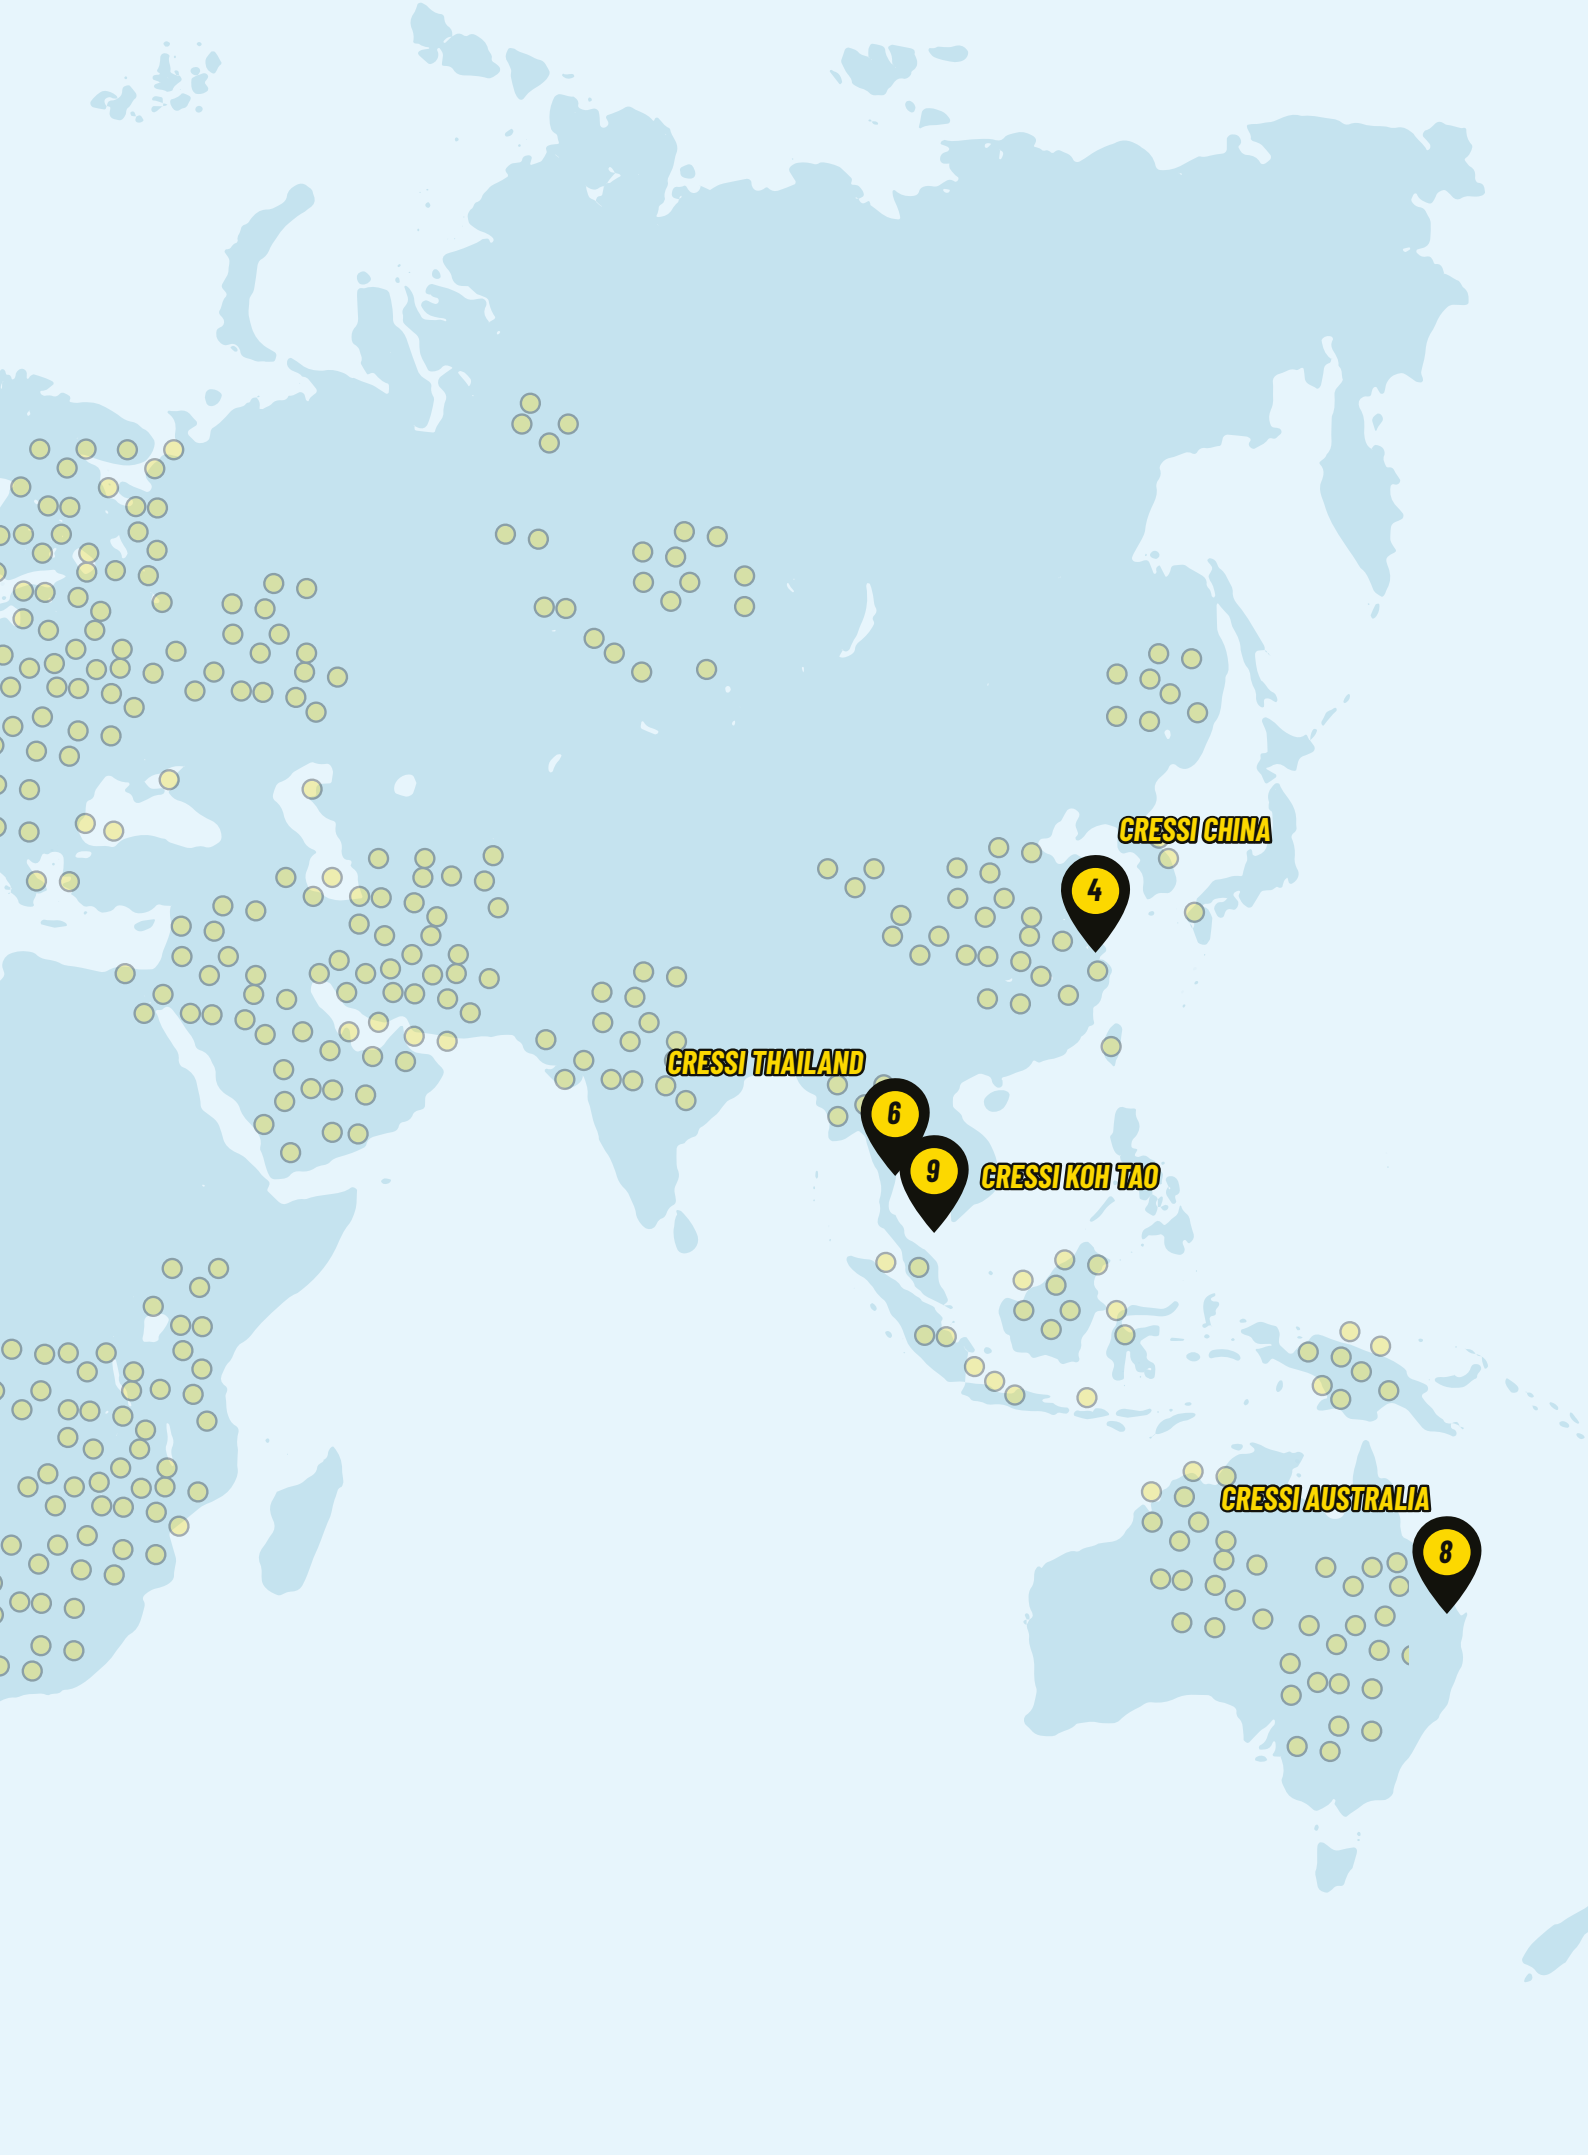 CRESSI CHINA
4
CRESSI THAILAND
6
9
CRESSI KOH TAO
CRESSI AUSTRALIA
8